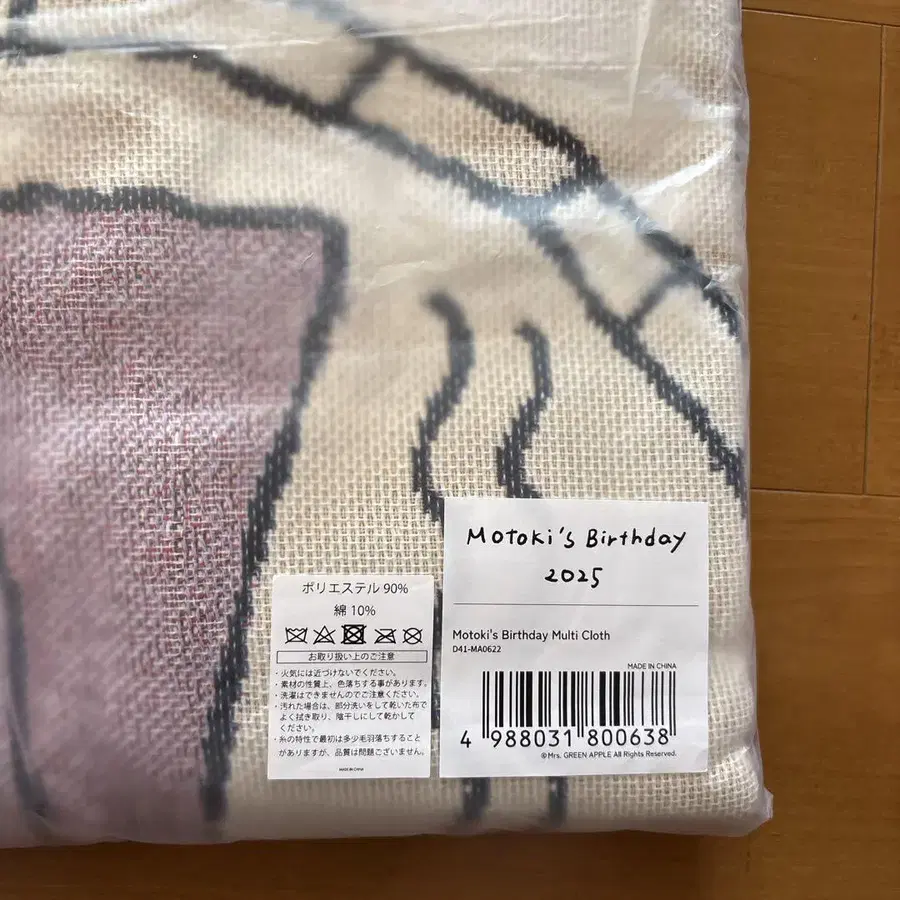 ポリエステル 90%
綿 10%
お取り扱い上のご注意
・火気には近づけないでください。
・素材の性質上、色落ちする事があります。
・洗濯はできませんのでご注意ください。
・汚れた場合は、部分洗いをして乾いた布で
よく拭き取り、陰干しにして乾かして
ください。
・糸の特性で最初は多少毛羽落ちすること
がありますが、品質は問題ございません。
MADE IN CHINA
Motoki's Birthday
2025
Motoki's Birthday Multi Cloth
D41-MA0622
MADE IN CHINA
4 988031 800638
©Mrs. GREEN APPLE All Rights Reserved.